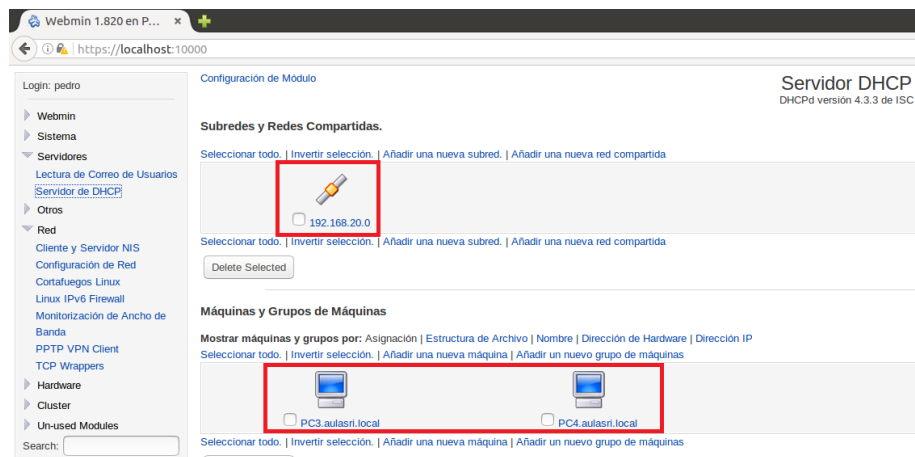 Webmin 1.820 en P... ×
https://localhost:10000
Login: pedro
Webmin
Sistema
Servidores
Lectura de Correo de Usuarios
Servidor de DHCP
Otros
Red
Cliente y Servidor NIS
Configuración de Red
Cortafuegos Linux
Linux IPv6 Firewall
Monitorización de Ancho de
Banda
PPTP VPN Client
TCP Wrappers
Hardware
Cluster
Un-used Modules
Search:
Configuración de Módulo
Servidor DHCP
DHCPd versión 4.3.3 de ISC
Subredes y Redes Compartidas.
Seleccionar todo. | Invertir selección. | Añadir una nueva subred. | Añadir una nueva red compartida
192.168.20.0
Seleccionar todo. | Invertir selección. | Añadir una nueva subred. | Añadir una nueva red compartida
Delete Selected
Máquinas y Grupos de Máquinas
Mostrar máquinas y grupos por: Asignación | Estructura de Archivo | Nombre | Dirección de Hardware | Dirección IP
Seleccionar todo. | Invertir selección. | Añadir una nueva máquina | Añadir un nuevo grupo de máquinas
PC3.aulasri.local PC4.aulasri.local
Seleccionar todo. | Invertir selección. | Añadir una nueva máquina | Añadir un nuevo grupo de máquinas